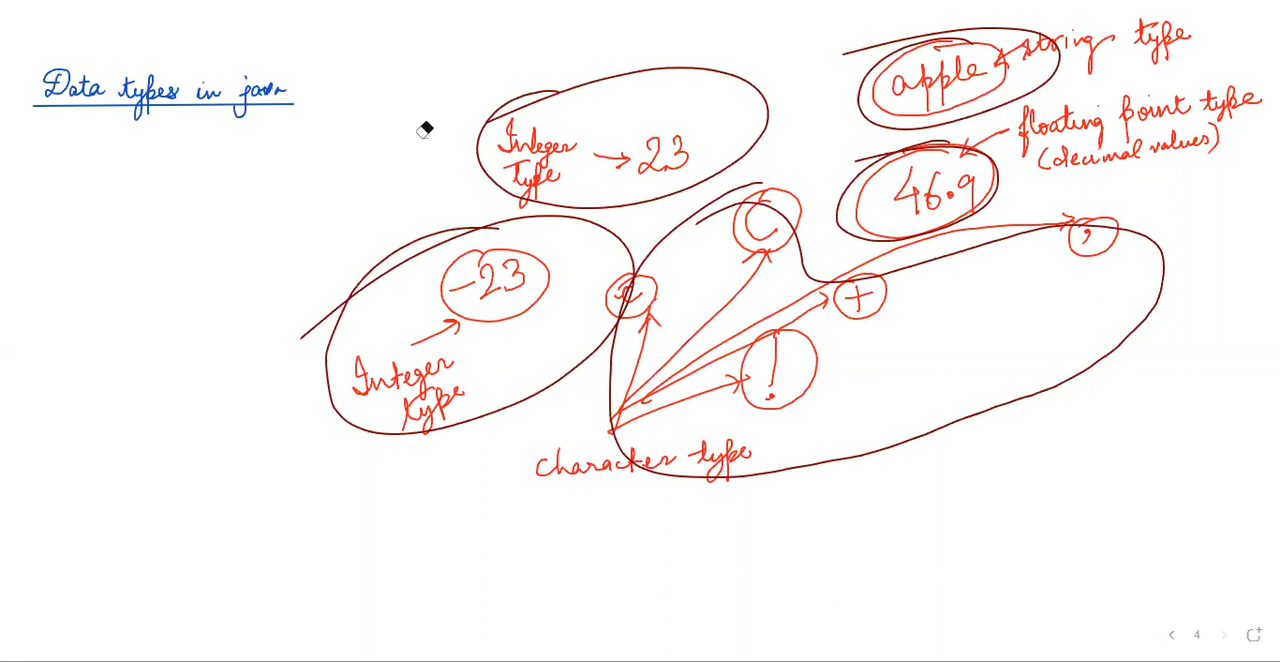 Data types in java
apple
string type
floating point type
(decimal values)
46.9
Integer
type
23
-23
Integer
type
C
+
,
!
character type
4